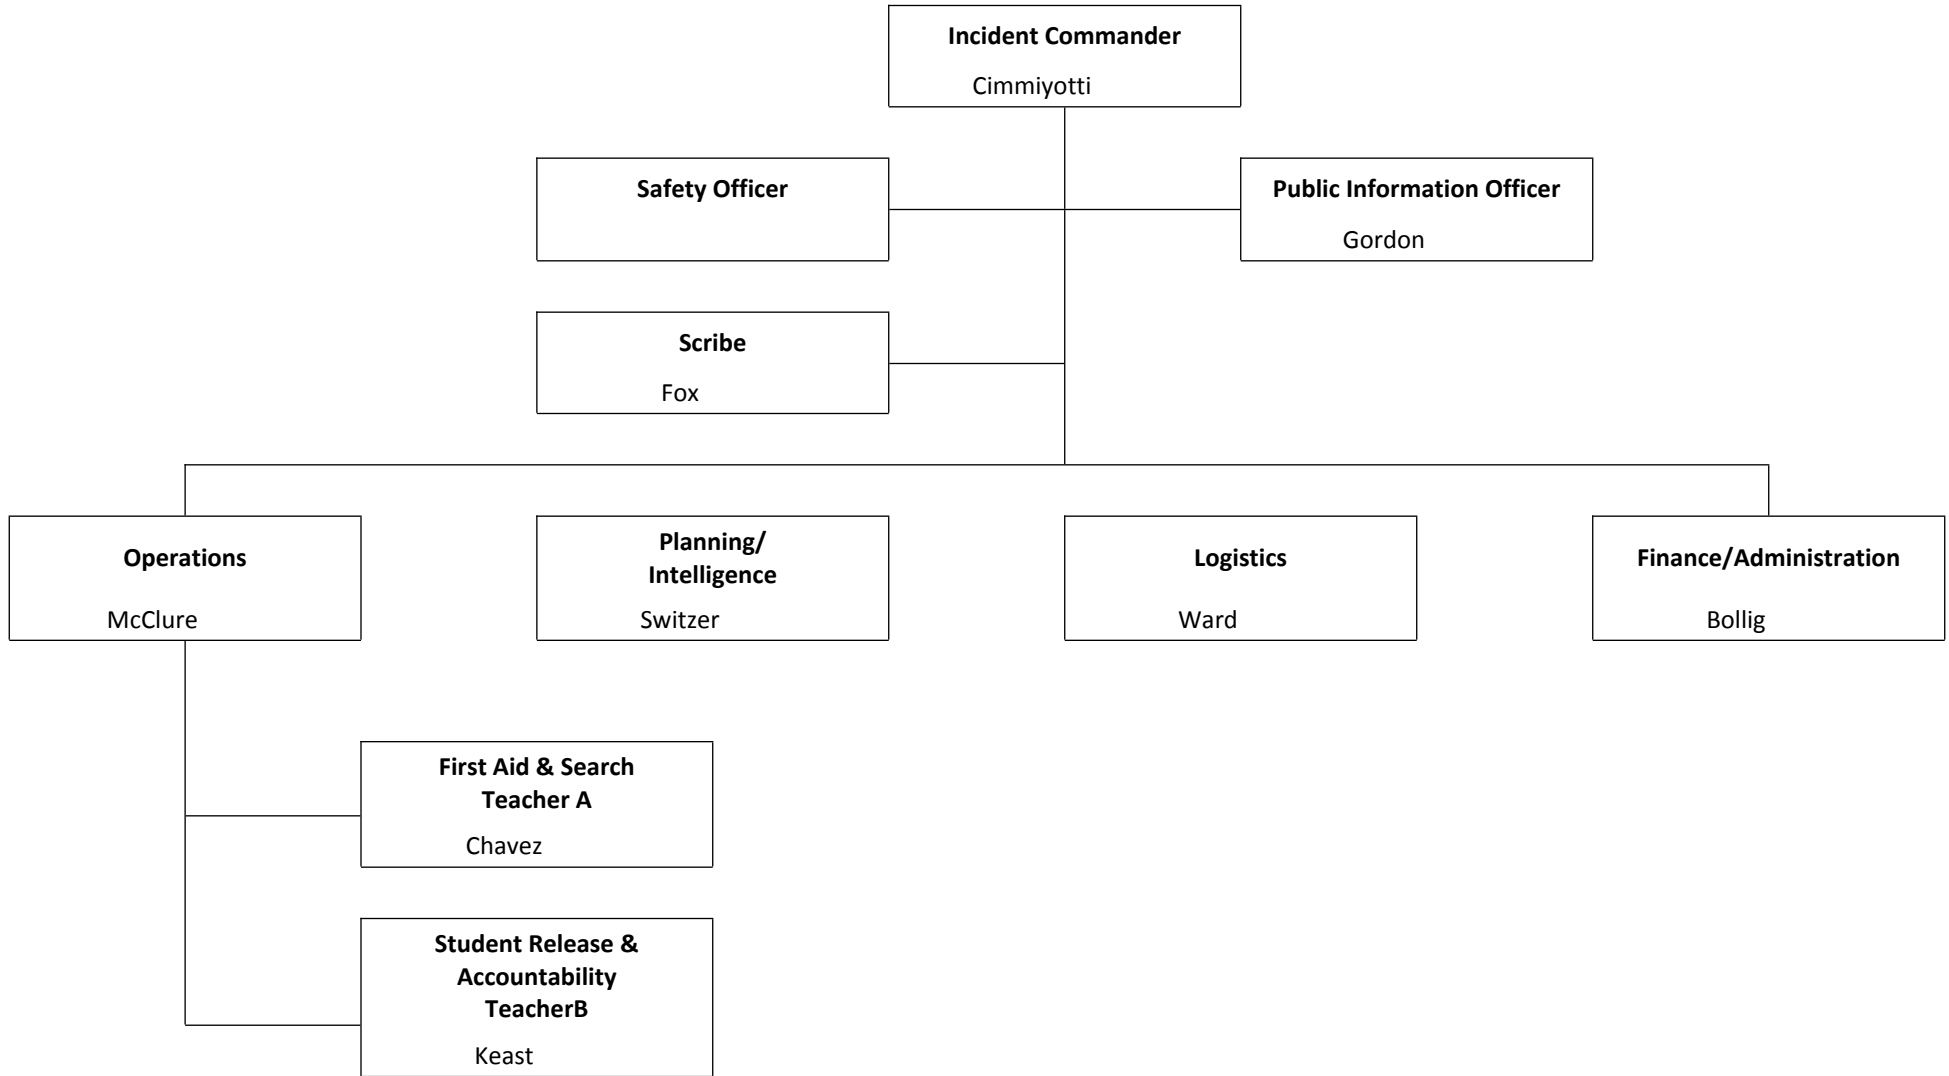 Incident Commander
Cimmiyotti
Safety Officer
Public Information Officer
Gordon
Scribe
Fox
Operations
McClure
Planning/
Intelligence
Switzer
Logistics
Ward
Finance/Administration
Bollig
First Aid & Search
Teacher A
Chavez
Student Release &
Accountability
TeacherB
Keast